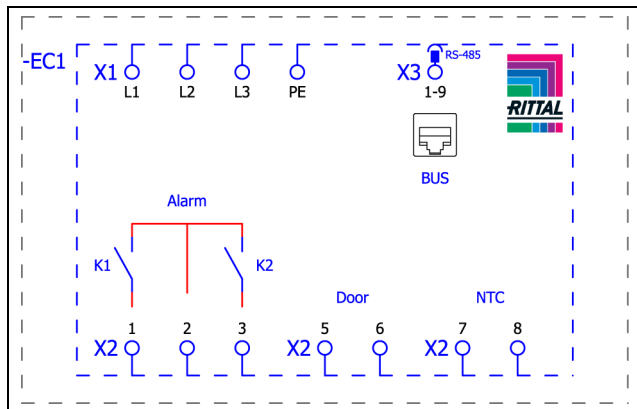 -EC1
X1 L1 L2 L3 PE
X3 RS-485
1-9
RITTAL
BUS
Alarm
K1 K2
Door NTC
X2 1 2 3
X2 5 6
X2 7 8